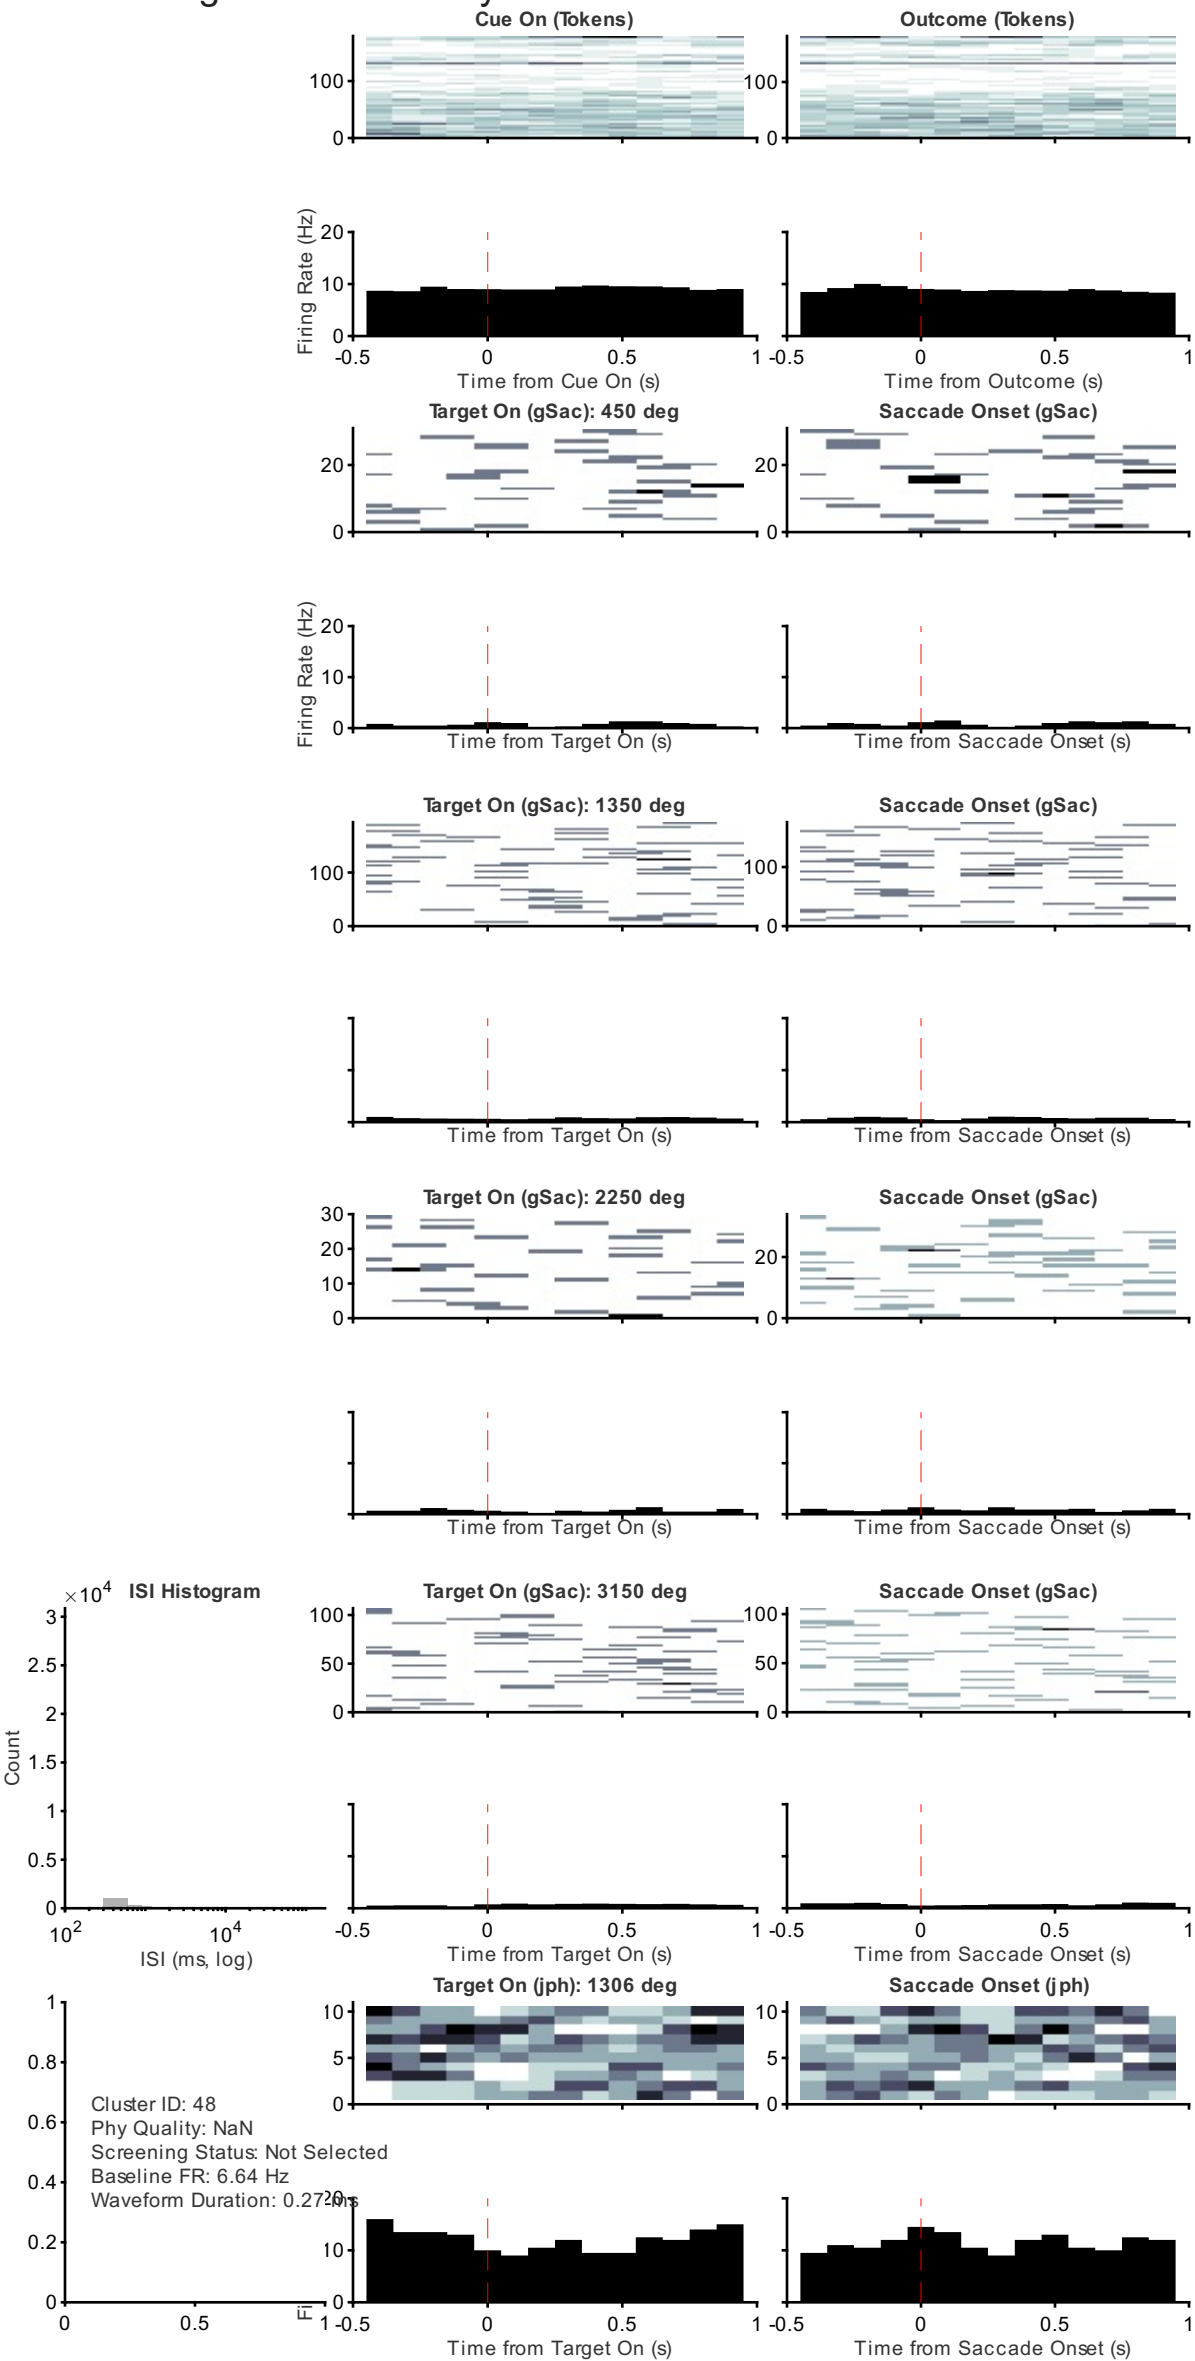 Cue On (Tokens)
Outcome (Tokens)
100
0
100
0
Firing Rate (Hz)
20
10
0
-0.5
0
0.5
1
-0.5
0
0.5
1
Time from Cue On (s)
Time from Outcome (s)
Target On (gSac): 450 deg
Saccade Onset (gSac)
20
0
20
0
Firing Rate (Hz)
20
10
0
Time from Target On (s)
Time from Saccade Onset (s)
Target On (gSac): 1350 deg
Saccade Onset (gSac)
100
0
100
0
Time from Target On (s)
Time from Saccade Onset (s)
Target On (gSac): 2250 deg
Saccade Onset (gSac)
30
20
10
0
20
0
Time from Target On (s)
Time from Saccade Onset (s)
×10⁴
ISI Histogram
Target On (gSac): 3150 deg
Saccade Onset (gSac)
Count
3
2.5
2
1.5
1
0.5
0
10²
10⁴
ISI (ms, log)
100
50
0
100
50
0
-0.5
0
0.5
1
-0.5
0
0.5
1
Time from Target On (s)
Time from Saccade Onset (s)
Target On (jph): 1306 deg
Saccade Onset (jph)
1
0.8
0.6
0.4
0.2
0
0
0.5
1
Cluster ID: 48
Phy Quality: NaN
Screening Status: Not Selected
Baseline FR: 6.64 Hz
Waveform Duration: 0.27 ms
10
5
0
10
5
0
20
10
0
Fi
-0.5
0
0.5
1
-0.5
0
0.5
1
Time from Target On (s)
Time from Saccade Onset (s)